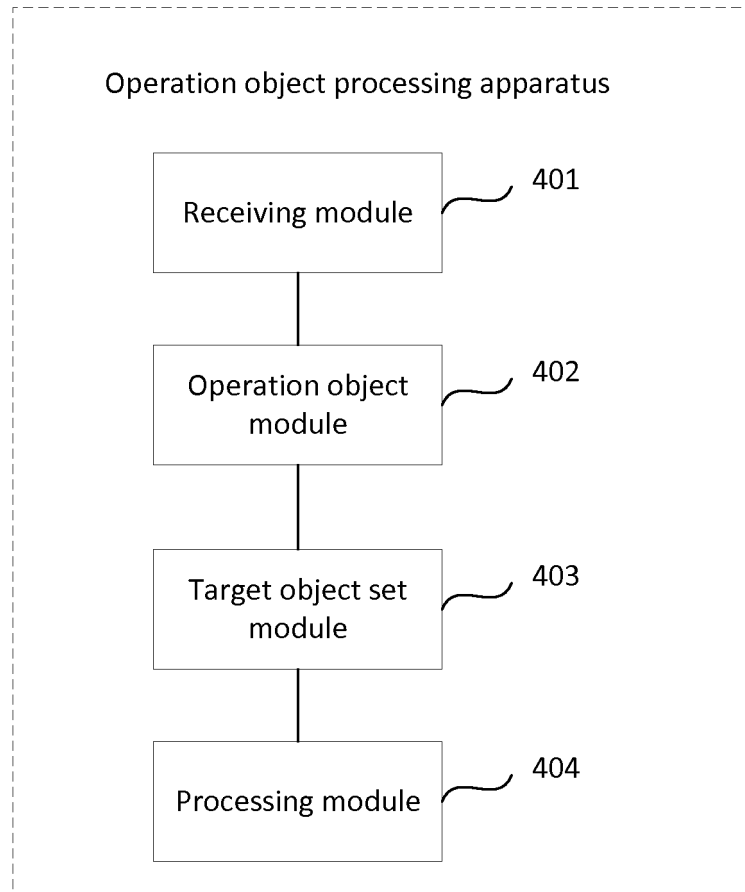 Operation object processing apparatus
Receiving module
401
Operation object
module
402
Target object set
module
403
Processing module
404